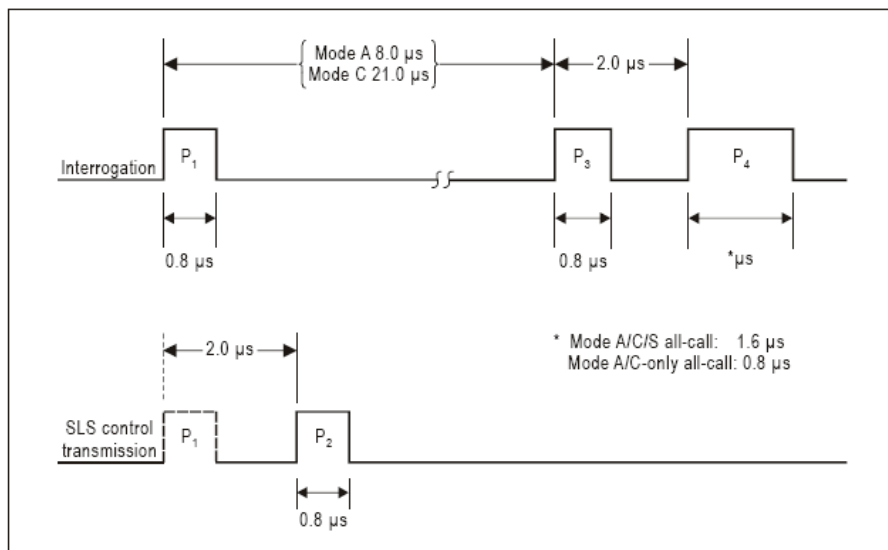 Mode A 8.0 µs
Mode C 21.0 µs
2.0 µs
Interrogation
P₁
P₃
P₄
0.8 µs
0.8 µs
*µs
2.0 µs
* Mode A/C/S all-call: 1.6 µs
Mode A/C-only all-call: 0.8 µs
SLS control
transmission
P₁
P₂
0.8 µs